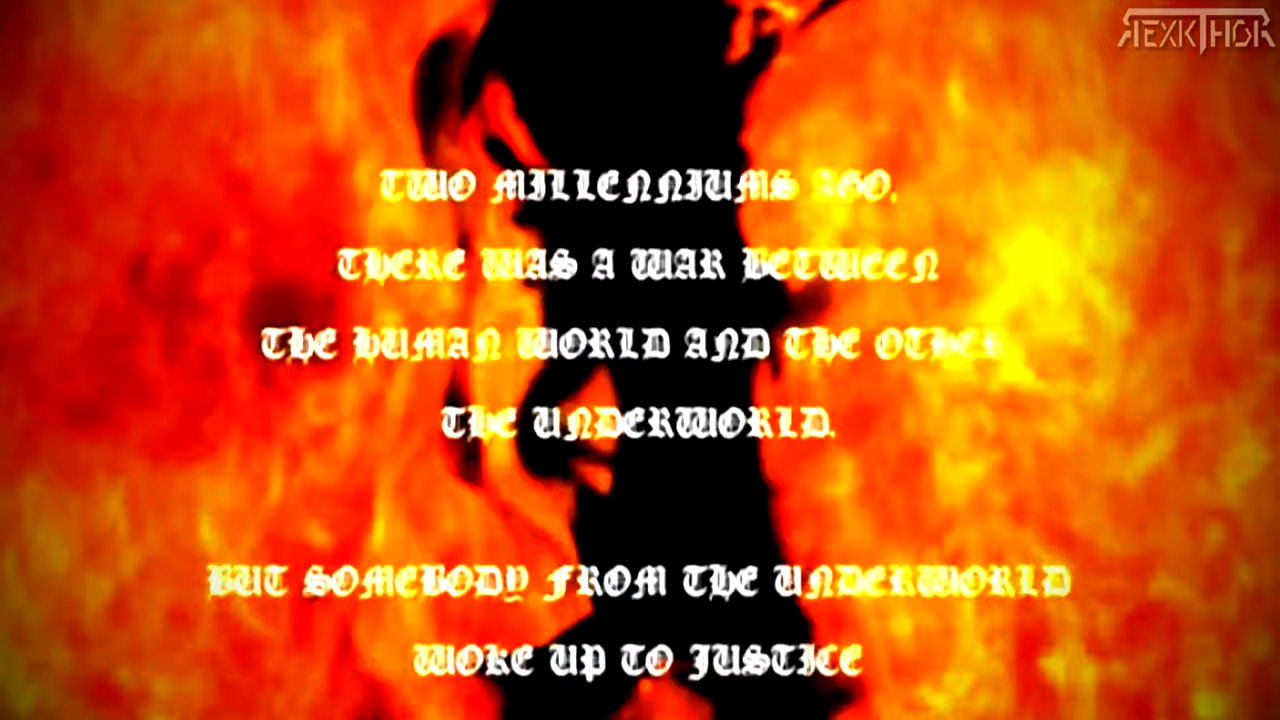 REXKTHOR
TWO MILLENNIUMS AGO,
THERE WAS A WAR BETWEEN
THE HUMAN WORLD AND THE OTHER,
THE UNDERWORLD.
BUT SOMEBODY FROM THE UNDERWORLD
WOKE UP TO JUSTICE